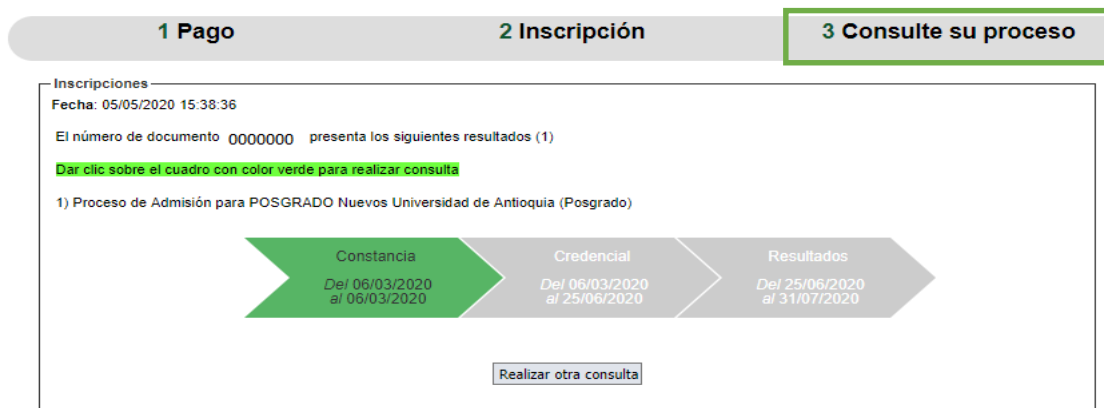 1 Pago
2 Inscripción
3 Consulte su proceso
Inscripciones
Fecha: 05/05/2020 15:38:36
El número de documento 0000000 presenta los siguientes resultados (1)
Dar clic sobre el cuadro con color verde para realizar consulta
1) Proceso de Admisión para POSGRADO Nuevos Universidad de Antioquia (Posgrado)
Constancia
Del 06/03/2020
al 06/03/2020
Credencial
Del 06/03/2020
al 25/06/2020
Resultados
Del 25/06/2020
al 31/07/2020
Realizar otra consulta